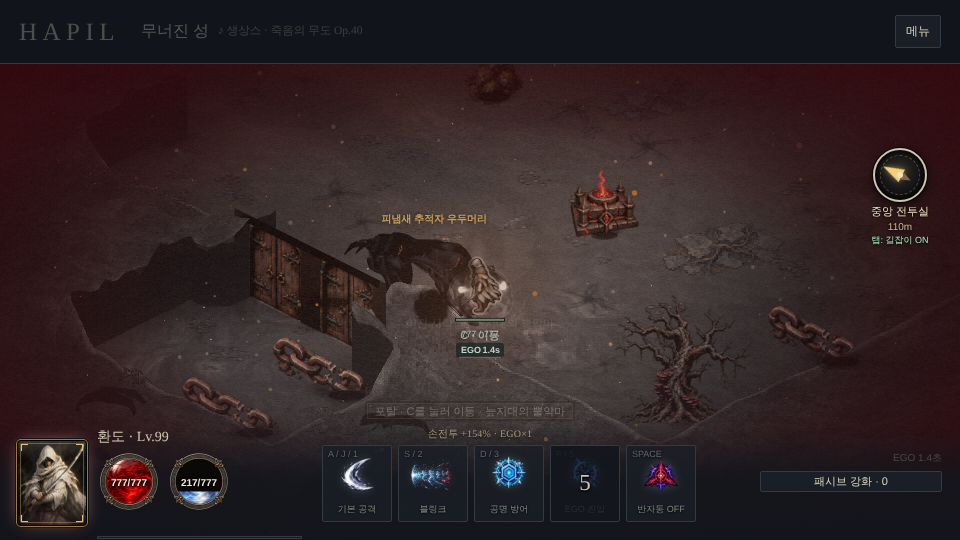 HAPIL
무너진 성 ♪ 생상스 · 죽음의 무도 Op.40
메뉴
피냄새 추적자 우두머리
중앙 전투실
110m
탭: 길잡이 ON
EGO 1.4s
포탈 · C를 눌러 이동 · 늪지대의 뿔악마
손전투 +154% · EGO×1
환도 · Lv.99
777/777
217/777
A / J / 1
기본 공격
S / 2
블링크
D / 3
공명 방어
5
EGO 진입
SPACE
반자동 OFF
EGO 1.4초
패시브 강화 · 0